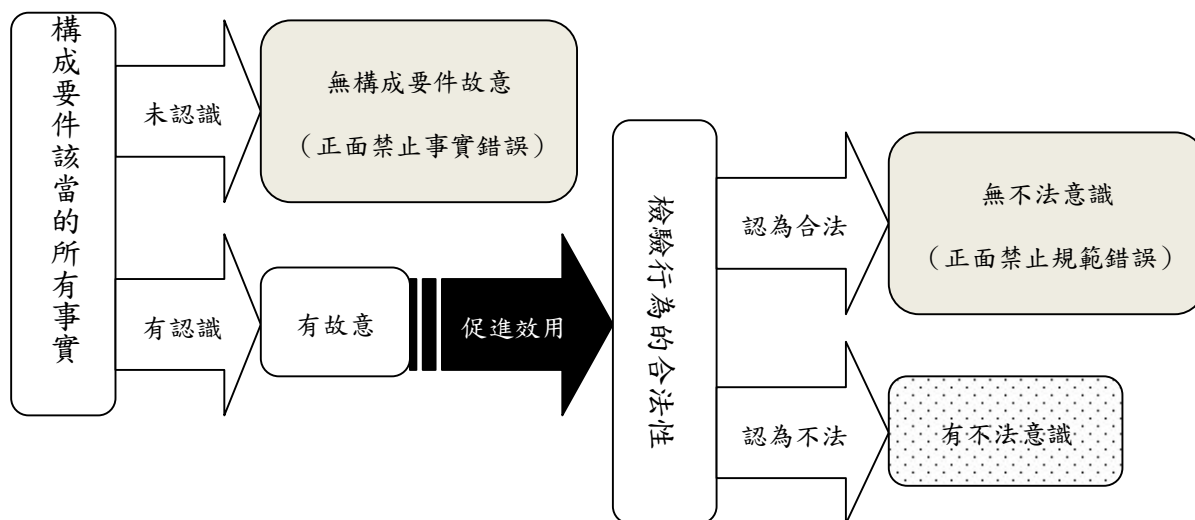 構成要件該當的所有事實
未認識
無構成要件故意
（正面禁止事實錯誤）
有認識
有故意
促進效用
檢驗行為的合法性
認為合法
無不法意識
（正面禁止規範錯誤）
認為不法
有不法意識